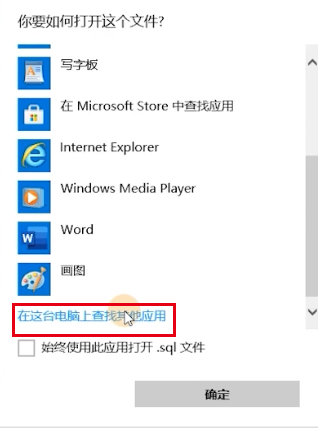 你要如何打开这个文件?
写字板
在 Microsoft Store 中查找应用
Internet Explorer
Windows Media Player
Word
画图
在这台电脑上查找其他应用
始终使用此应用打开 .sql 文件
确定